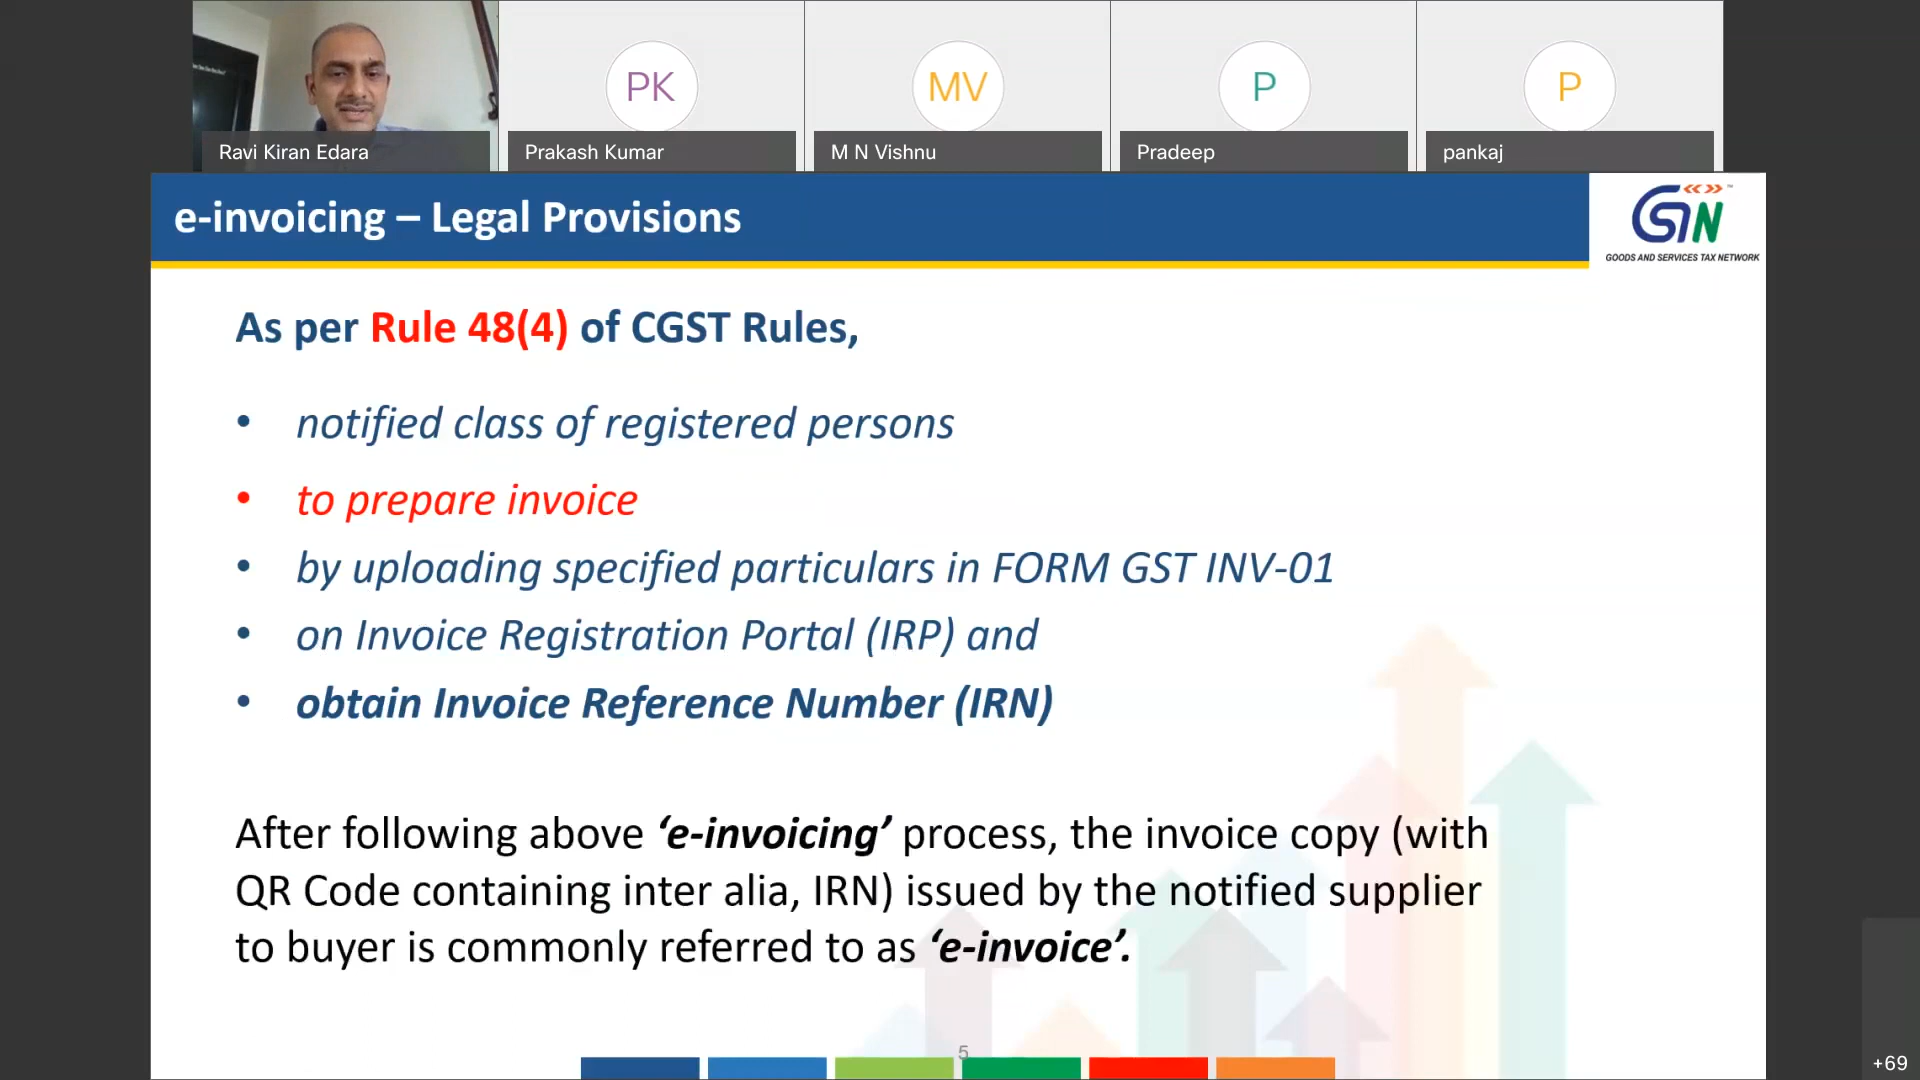 PK
MV
P
P
Ravi Kiran Edara
Prakash Kumar
M N Vishnu
Pradeep
pankaj
e-invoicing – Legal Provisions
GSTN
GOODS AND SERVICES TAX NETWORK
As per Rule 48(4) of CGST Rules,
• notified class of registered persons
• to prepare invoice
• by uploading specified particulars in FORM GST INV-01
• on Invoice Registration Portal (IRP) and
• obtain Invoice Reference Number (IRN)
After following above ‘e-invoicing’ process, the invoice copy (with
QR Code containing inter alia, IRN) issued by the notified supplier
to buyer is commonly referred to as ‘e-invoice’.
5
+69